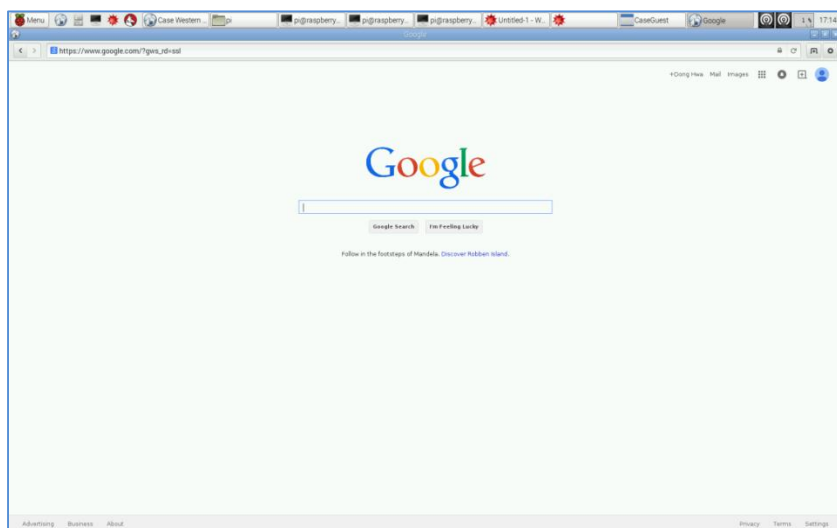 Menu Case Western ... pi pi@raspberry... pi@raspberry... pi@raspberry... Untitled-1 - W... CaseGuest Google 17:14
Google
https://www.google.com/?gws_rd=ssl
+Dong Hwa Mail Images
Google
Google Search I'm Feeling Lucky
Follow in the footsteps of Mandela. Discover Robben Island.
Advertising Business About Privacy Terms Settings